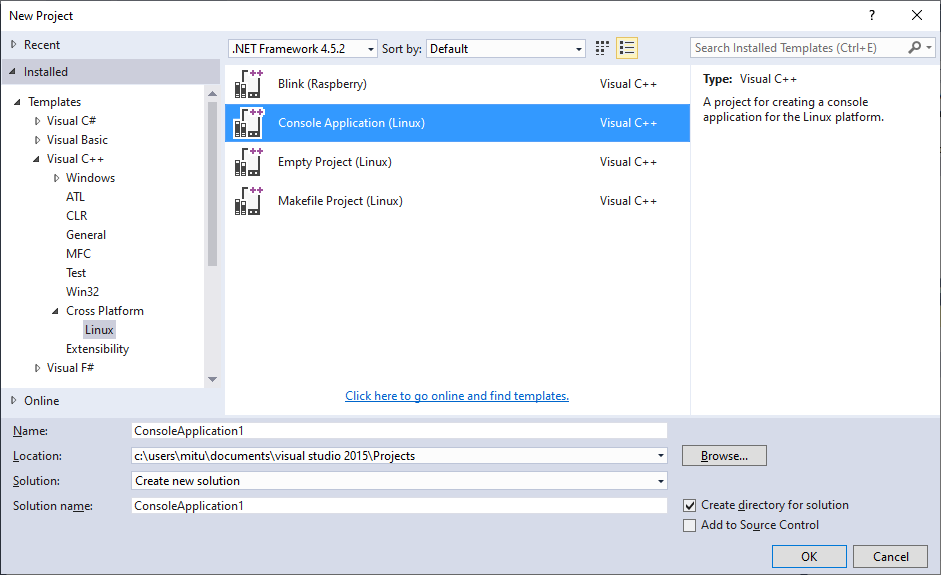 New Project
?
Recent
.NET Framework 4.5.2
Sort by:
Default
Search Installed Templates (Ctrl+E)
Installed
Templates
Visual C#
Visual Basic
Visual C++
Windows
ATL
CLR
General
MFC
Test
Win32
Cross Platform
Linux
Extensibility
Visual F#
Online
Blink (Raspberry) Visual C++
Console Application (Linux) Visual C++
Empty Project (Linux) Visual C++
Makefile Project (Linux) Visual C++
Click here to go online and find templates.
Type: Visual C++
A project for creating a console
application for the Linux platform.
Name: ConsoleApplication1
Location: c:\users\mitu\documents\visual studio 2015\Projects
Browse...
Solution: Create new solution
Solution name: ConsoleApplication1
Create directory for solution
Add to Source Control
OK
Cancel